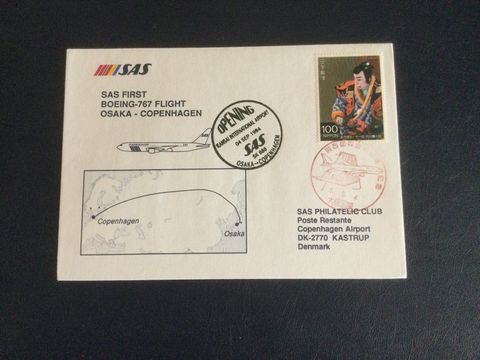 SAS
SAS FIRST
BOEING-767 FLIGHT
OSAKA - COPENHAGEN
OPENING
KANSAI INTERNATIONAL AIRPORT
04 SEP 1994
SAS
OSAKA-COPENHAGEN
100
NIPPON
Copenhagen
Osaka
SAS PHILATELIC CLUB
Poste Restante
Copenhagen Airport
DK-2770 KASTRUP
Denmark